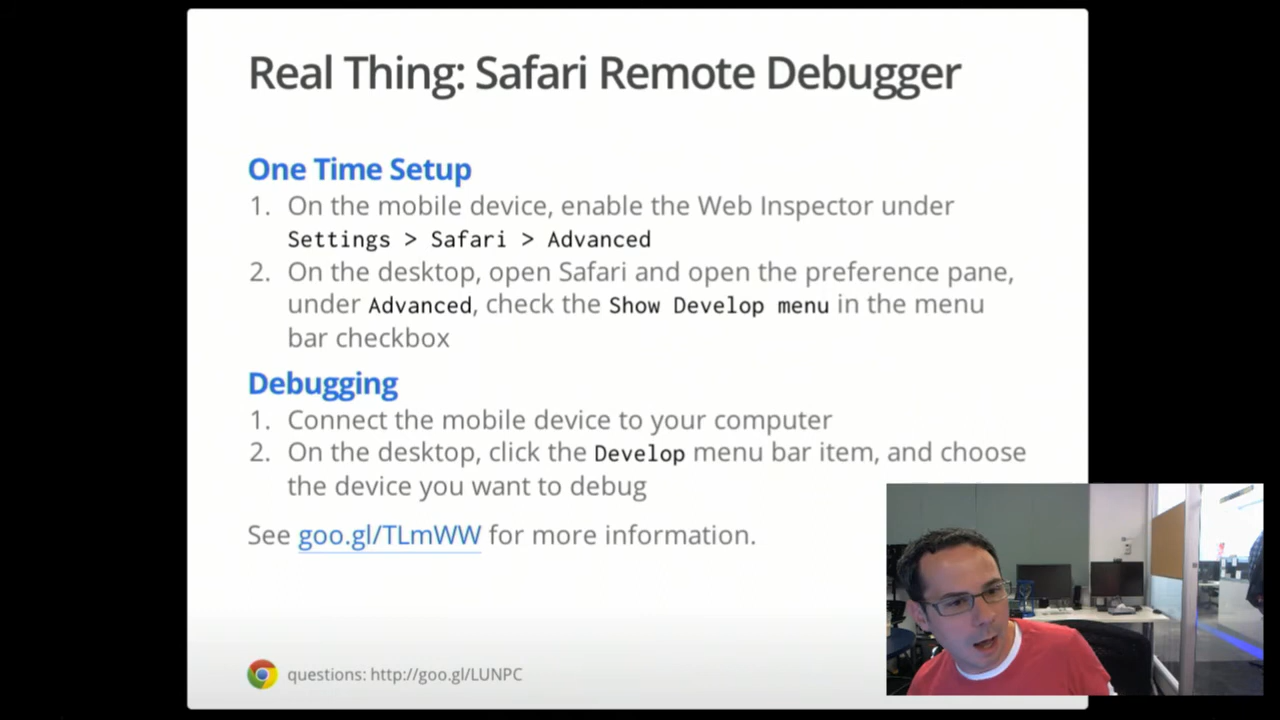 Real Thing: Safari Remote Debugger
One Time Setup
1. On the mobile device, enable the Web Inspector under
Settings > Safari > Advanced
2. On the desktop, open Safari and open the preference pane,
under Advanced, check the Show Develop menu in the menu
bar checkbox
Debugging
1. Connect the mobile device to your computer
2. On the desktop, click the Develop menu bar item, and choose
the device you want to debug
See goo.gl/TLmWW for more information.
questions: http://goo.gl/LUNPC